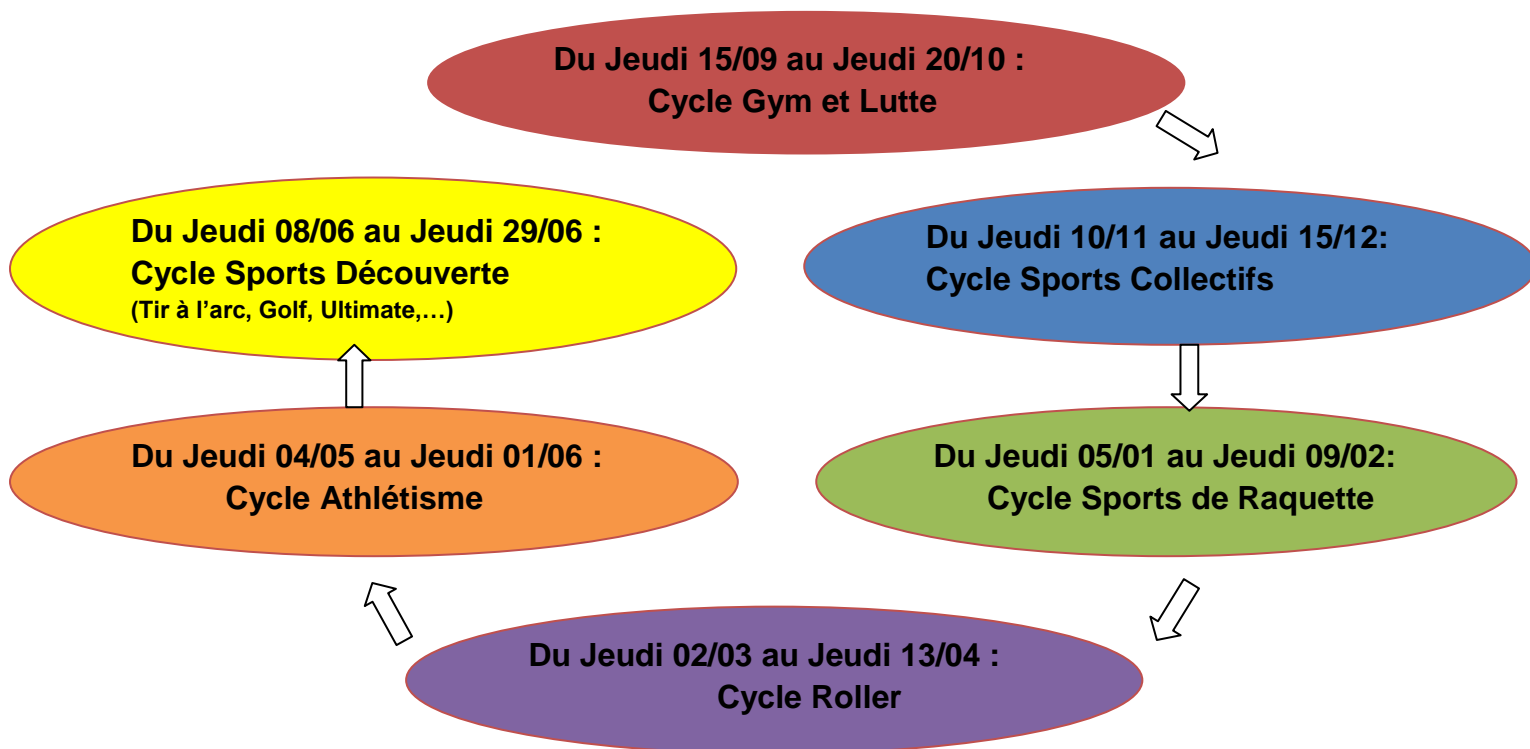 Du Jeudi 15/09 au Jeudi 20/10 :
Cycle Gym et Lutte
Du Jeudi 10/11 au Jeudi 15/12:
Cycle Sports Collectifs
Du Jeudi 05/01 au Jeudi 09/02:
Cycle Sports de Raquette
Du Jeudi 02/03 au Jeudi 13/04 :
Cycle Roller
Du Jeudi 04/05 au Jeudi 01/06 :
Cycle Athlétisme
Du Jeudi 08/06 au Jeudi 29/06 :
Cycle Sports Découverte
(Tir à l’arc, Golf, Ultimate,…)